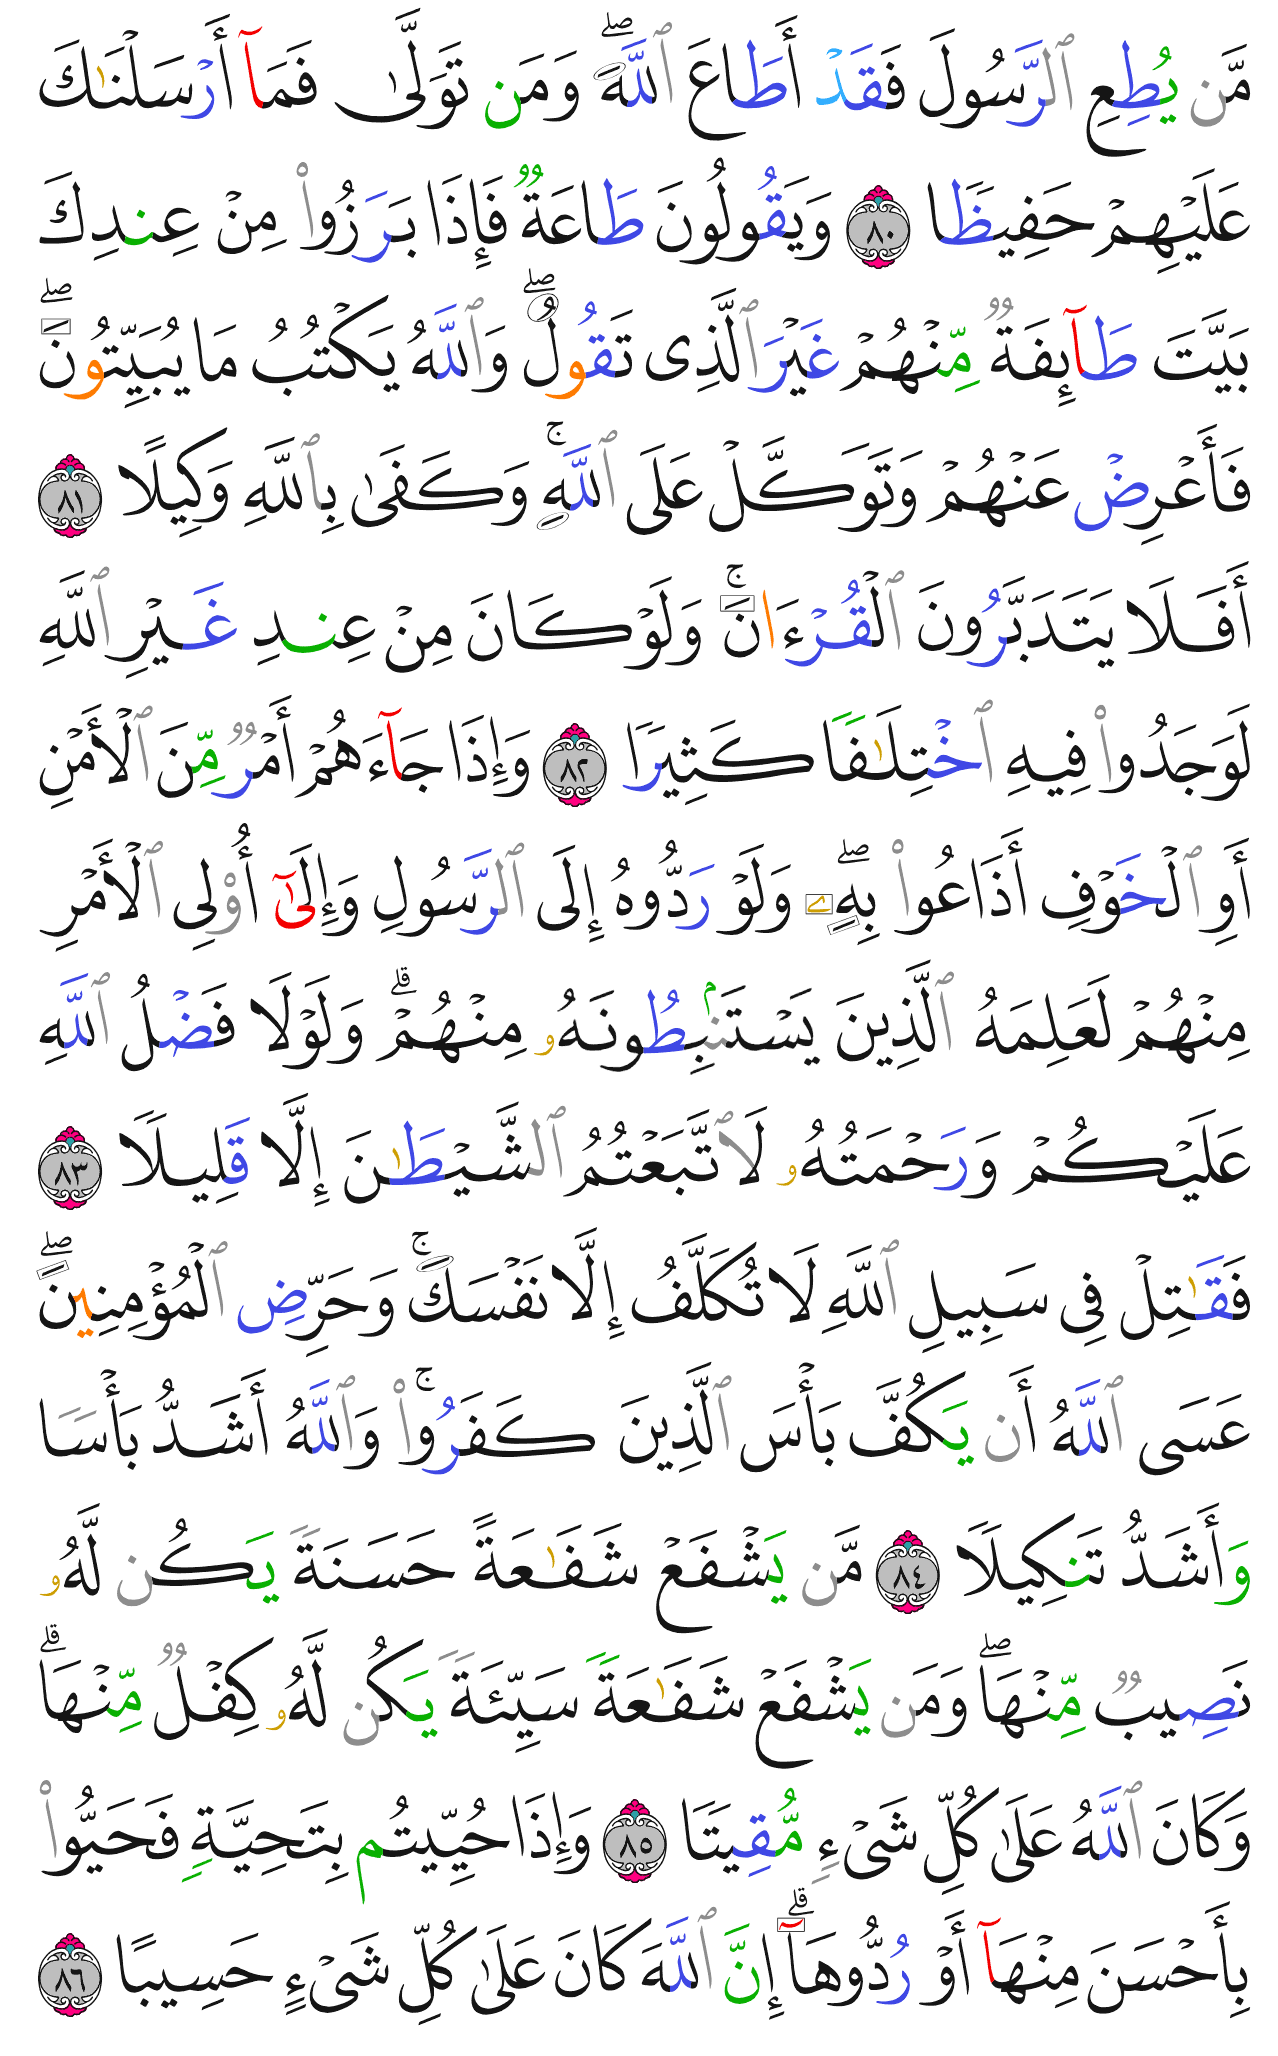 مَّن يُطِعِ ٱلرَّسُولَ فَقَدۡ أَطَاعَ ٱللَّهَۖ وَمَن تَوَلَّىٰ فَمَآ أَرۡسَلۡنَٰكَ
عَلَيۡهِمۡ حَفِيظٗا ٨٠ وَيَقُولُونَ طَاعَةٞ فَإِذَا بَرَزُواْ مِنۡ عِندِكَ
بَيَّتَ طَآئِفَةٞ مِّنۡهُمۡ غَيۡرَ ٱلَّذِي تَقُولُۖ وَٱللَّهُ يَكۡتُبُ مَا يُبَيِّتُونَۖ
فَأَعۡرِضۡ عَنۡهُمۡ وَتَوَكَّلۡ عَلَى ٱللَّهِۚ وَكَفَىٰ بِٱللَّهِ وَكِيلًا ٨١
أَفَلَا يَتَدَبَّرُونَ ٱلۡقُرۡءَانَۚ وَلَوۡ كَانَ مِنۡ عِندِ غَيۡرِ ٱللَّهِ
لَوَجَدُواْ فِيهِ ٱخۡتِلَٰفٗا كَثِيرٗا ٨٢ وَإِذَا جَآءَهُمۡ أَمۡرٞ مِّنَ ٱلۡأَمۡنِ
أَوِ ٱلۡخَوۡفِ أَذَاعُواْ بِهِۦۖ وَلَوۡ رَدُّوهُ إِلَى ٱلرَّسُولِ وَإِلَىٰٓ أُوْلِي ٱلۡأَمۡرِ
مِنۡهُمۡ لَعَلِمَهُ ٱلَّذِينَ يَسۡتَنۢبِطُونَهُۥ مِنۡهُمۡۗ وَلَوۡلَا فَضۡلُ ٱللَّهِ
عَلَيۡكُمۡ وَرَحۡمَتُهُۥ لَٱتَّبَعۡتُمُ ٱلشَّيۡطَٰنَ إِلَّا قَلِيلٗا ٨٣
فَقَٰتِلۡ فِي سَبِيلِ ٱللَّهِ لَا تُكَلَّفُ إِلَّا نَفۡسَكَۚ وَحَرِّضِ ٱلۡمُؤۡمِنِينَۖ
عَسَى ٱللَّهُ أَن يَكُفَّ بَأۡسَ ٱلَّذِينَ كَفَرُواْۚ وَٱللَّهُ أَشَدُّ بَأۡسٗا
وَأَشَدُّ تَنكِيلٗا ٨٤ مَّن يَشۡفَعۡ شَفَٰعَةً حَسَنَةٗ يَكُن لَّهُۥ
نَصِيبٞ مِّنۡهَاۖ وَمَن يَشۡفَعۡ شَفَٰعَةٗ سَيِّئَةٗ يَكُن لَّهُۥ كِفۡلٞ مِّنۡهَاۗ
وَكَانَ ٱللَّهُ عَلَىٰ كُلِّ شَيۡءٖ مُّقِيتٗا ٨٥ وَإِذَا حُيِّيتُم بِتَحِيَّةٖ فَحَيُّواْ
بِأَحۡسَنَ مِنۡهَآ أَوۡ رُدُّوهَآۗ إِنَّ ٱللَّهَ كَانَ عَلَىٰ كُلِّ شَيۡءٍ حَسِيبًا ٨٦